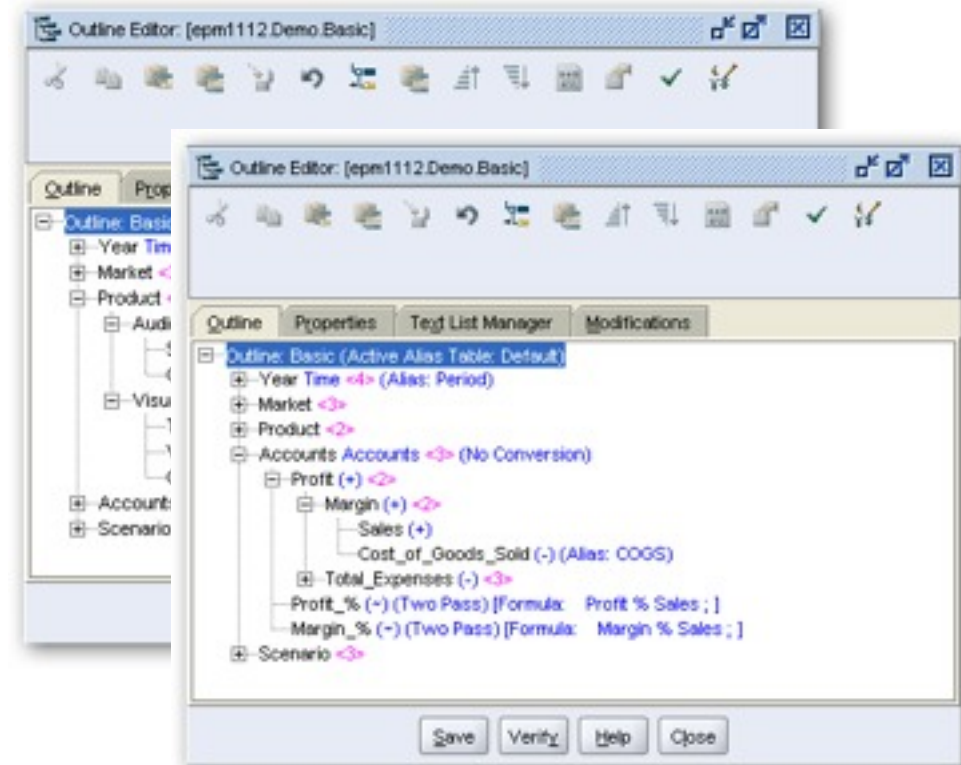 Outline Editor: [epm1112.Demo.Basic]
Outline
Outline: Basic
Year
Market
Product
Accounts
Scenario
Outline Editor: [epm1112.Demo.Basic]
Outline Properties Text List Manager Modifications
Outline: Basic (Active Alias Table: Default)
Year Time <4> (Alias: Period)
Market <3>
Product <2>
Accounts Accounts <3> (No Conversion)
Profit (+) <2>
Margin (+) <2>
Sales (+)
Cost_of_Goods_Sold (-) (Alias: COGS)
Total_Expenses (-) <3>
Profit_% (~) (Two Pass) [Formula: Profit % Sales ; ]
Margin_% (~) (Two Pass) [Formula: Margin % Sales ; ]
Scenario <3>
Save Verify Help Close